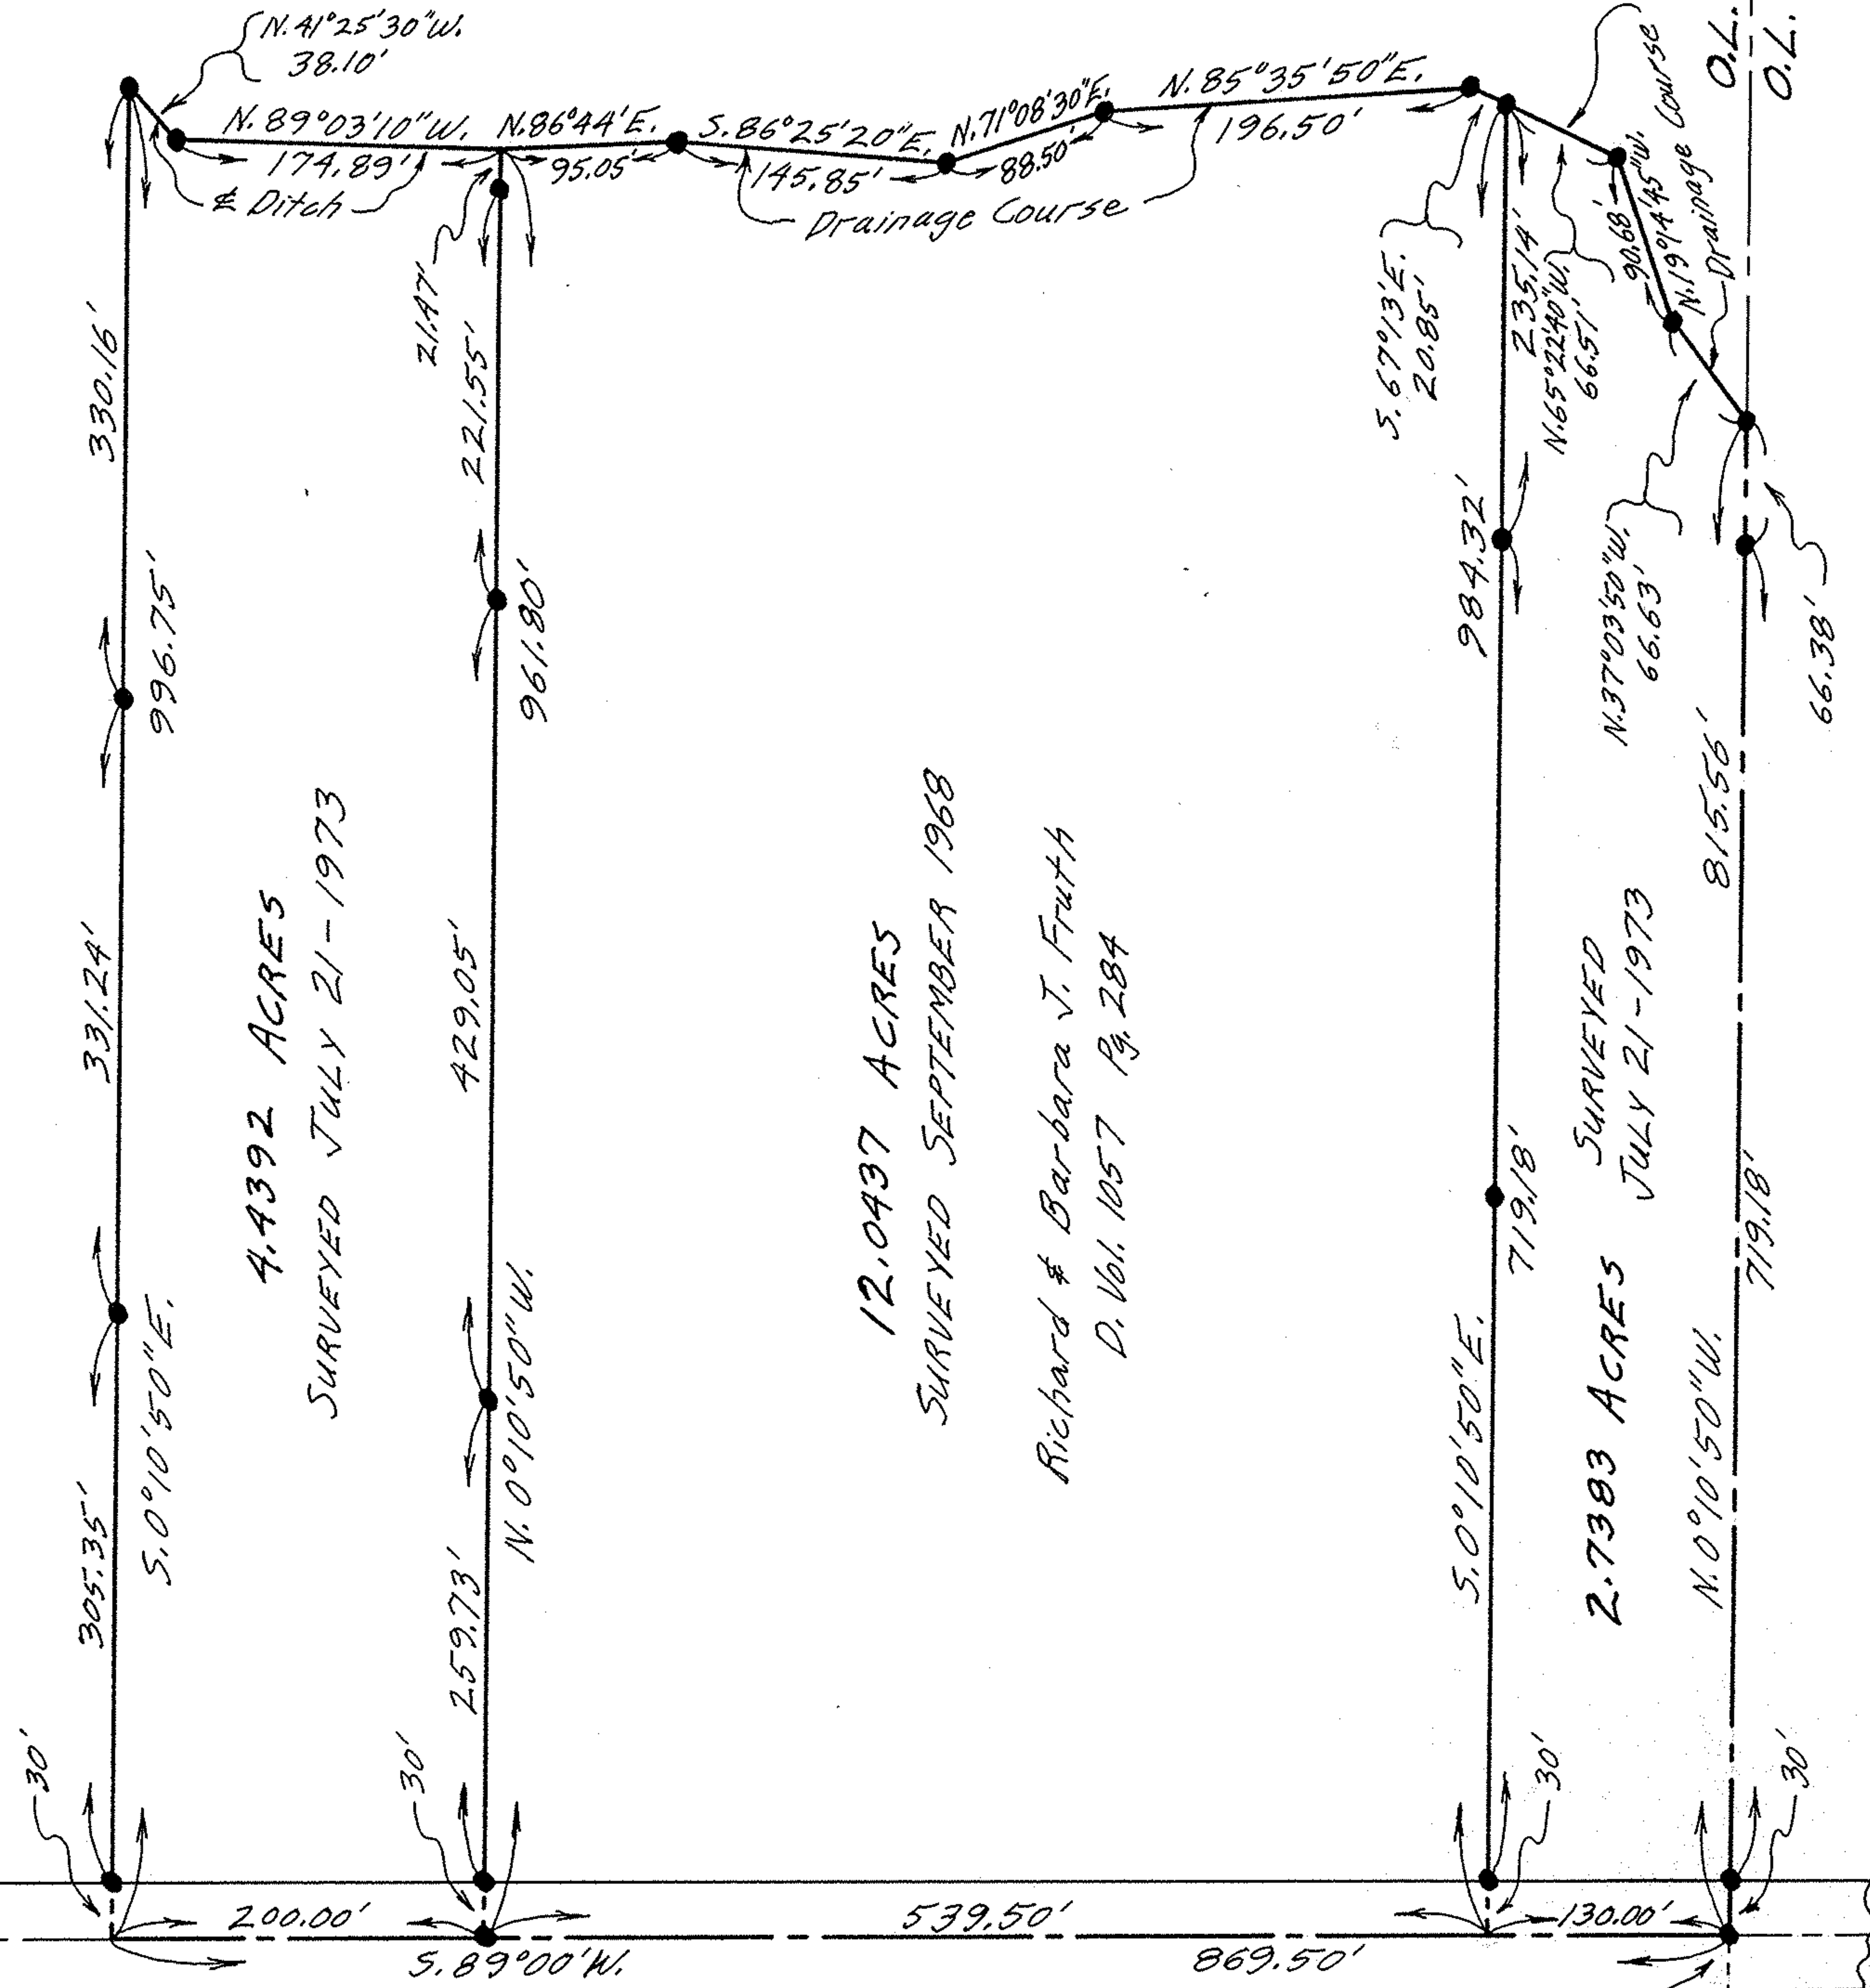 N.41°25'30"W.
38.10'
N.89°03'10"W.
174.89'
N.86°44'E.
95.05'
S.86°25'20"E.
145.85'
N.71°08'30"E.
88.50'
N.85°35'50"E.
196.50'
₵ Ditch
Drainage Course
O.L.
O.L.
Course
Drainage Course
N.19°14'45"W.
90.68'
N.65°22'40"W.
66.51'
S.67°13'E.
20.85'
235.14'
N.37°03'50"W.
66.63'
66.38'
21.47'
330.16'
221.55'
996.75'
961.80'
984.32'
815.56'
331.24'
429.05'
719.18'
719.18'
4.4392 ACRES
SURVEYED JULY 21-1973
12.0437 ACRES
SURVEYED SEPTEMBER 1968
Richard & Barbara J. Fruth
D. Vol. 1057 Pg. 284
2.7383 ACRES
SURVEYED
JULY 21-1973
305.35'
S.0°10'50"E.
259.73'
N.0°10'50"W.
S.0°10'50"E.
N.0°10'50"W.
30'
30'
30'
30'
200.00'
539.50'
130.00'
S.89°00'W.
869.50'